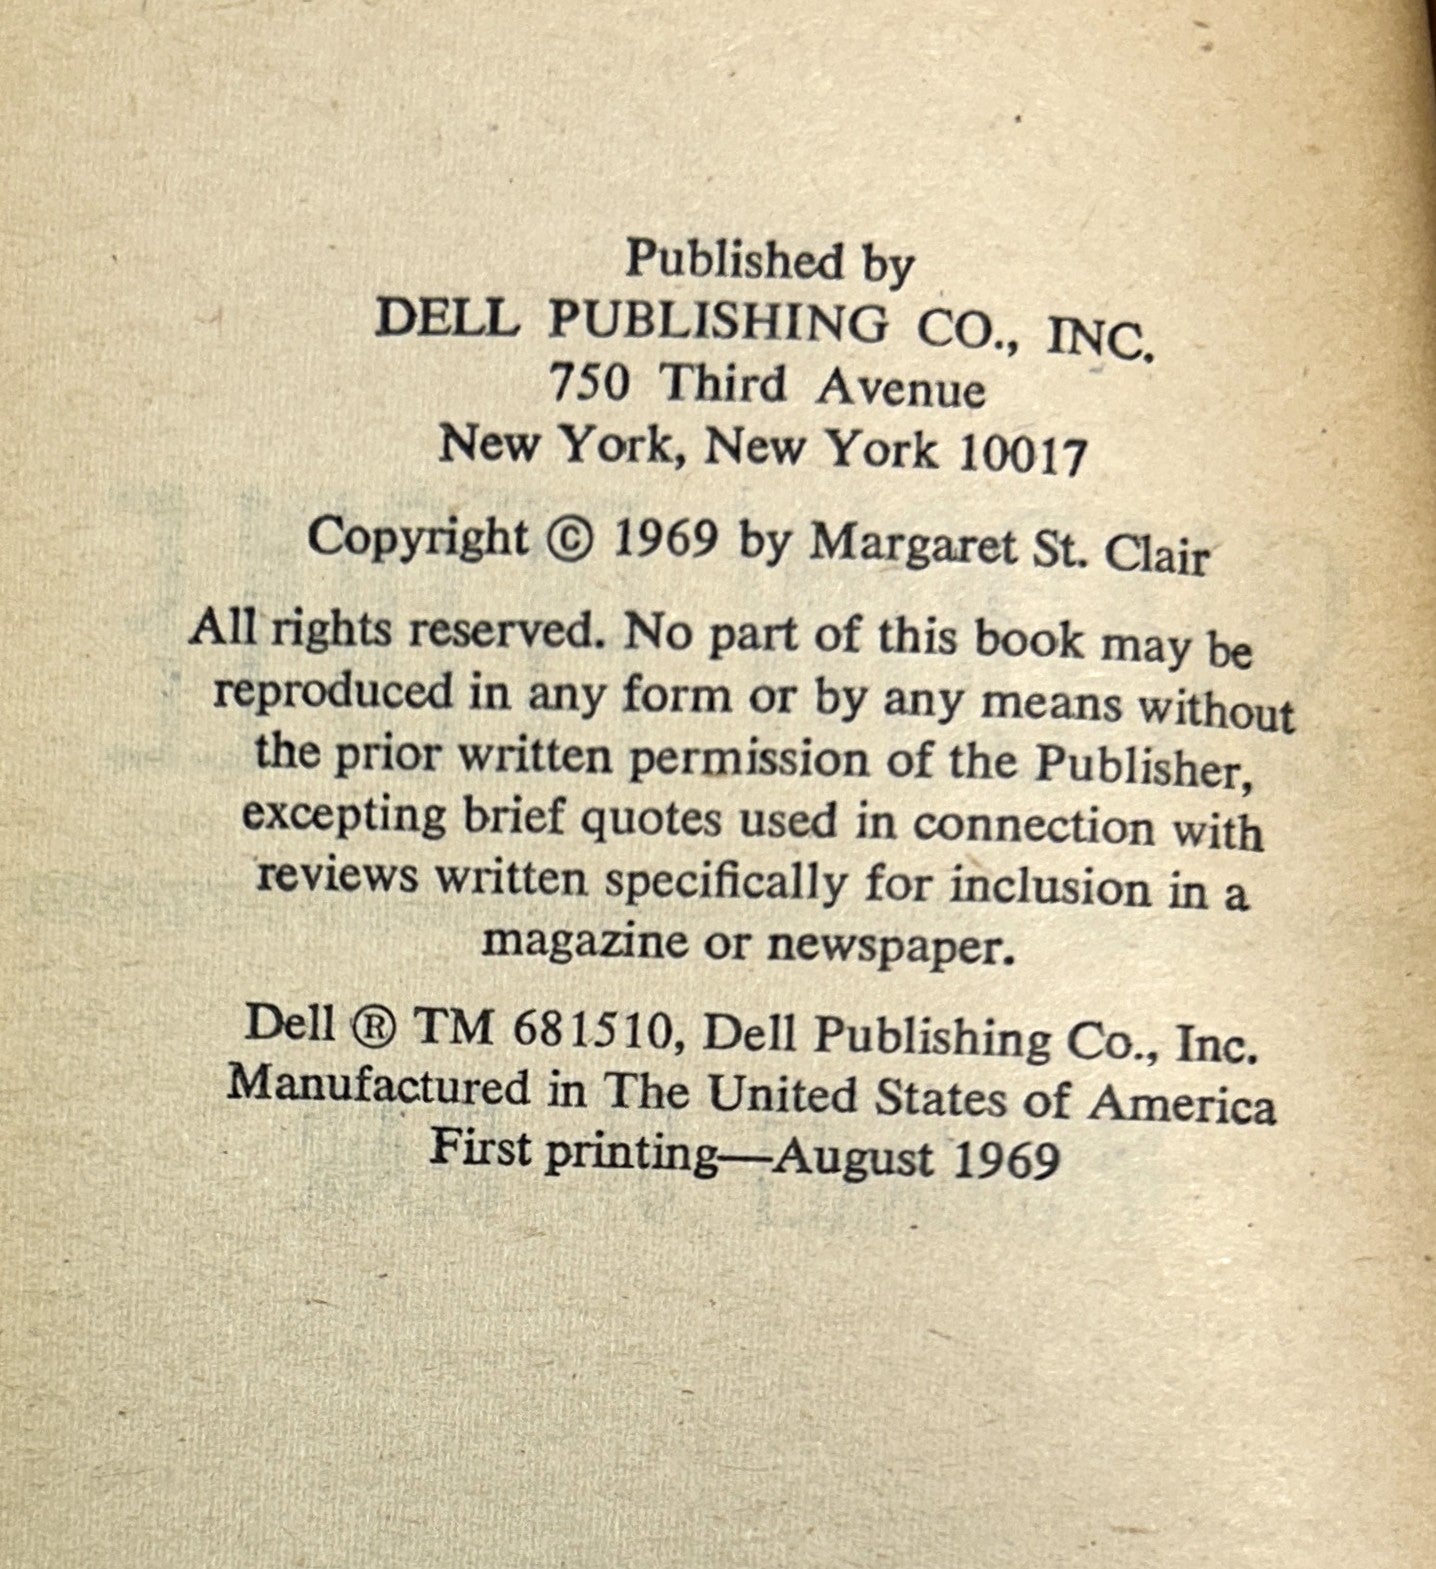 Published by
DELL PUBLISHING CO., INC.
750 Third Avenue
New York, New York 10017
Copyright © 1969 by Margaret St. Clair
All rights reserved. No part of this book may be
reproduced in any form or by any means without
the prior written permission of the Publisher,
excepting brief quotes used in connection with
reviews written specifically for inclusion in a
magazine or newspaper.
Dell ® TM 681510, Dell Publishing Co., Inc.
Manufactured in The United States of America
First printing—August 1969